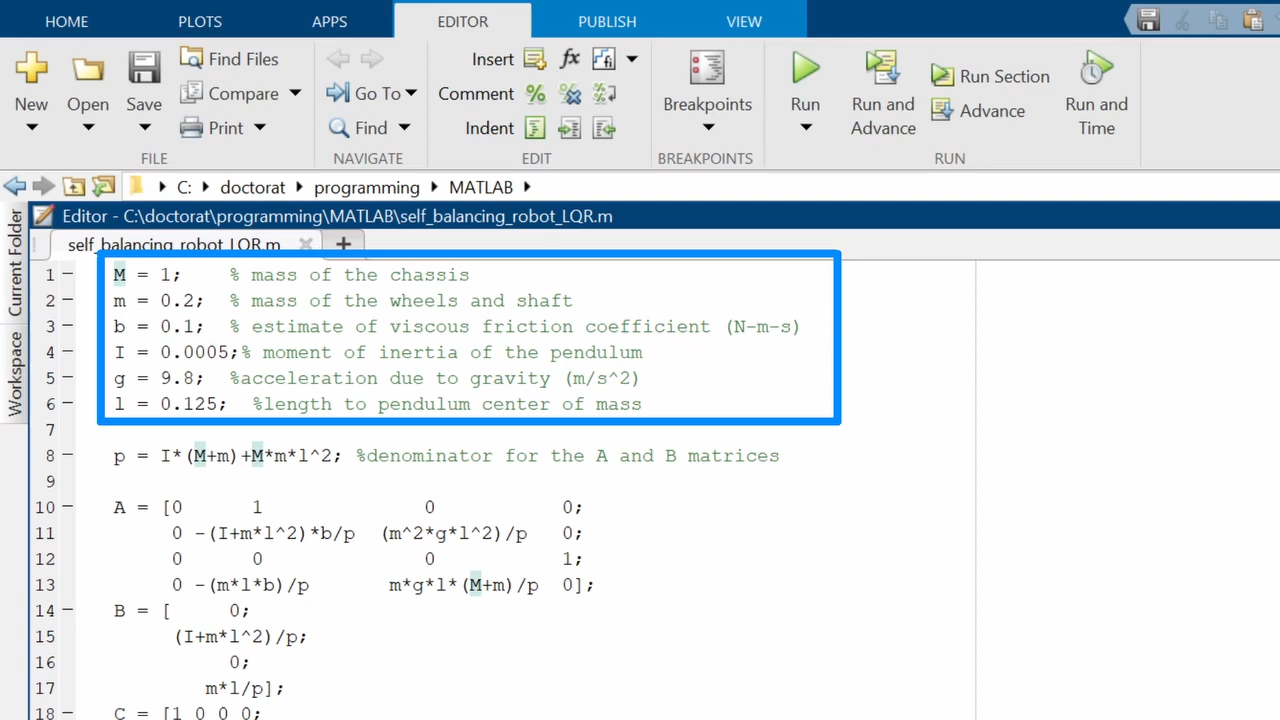 HOME PLOTS APPS EDITOR PUBLISH VIEW
New Open Save Find Files Compare Print
FILE
Go To Find
NAVIGATE
Insert fx
Comment % %
Indent
EDIT
Breakpoints
BREAKPOINTS
Run Run and Advance Run Section Advance Run and Time
RUN
C: doctorat programming MATLAB
Current Folder
Workspace
Editor - C:\doctorat\programming\MATLAB\self_balancing_robot_LQR.m
self_balancing_robot_LQR.m
1 M = 1; % mass of the chassis
2 m = 0.2; % mass of the wheels and shaft
3 b = 0.1; % estimate of viscous friction coefficient (N-m-s)
4 I = 0.0005;% moment of inertia of the pendulum
5 g = 9.8; %acceleration due to gravity (m/s^2)
6 l = 0.125; %length to pendulum center of mass
7
8 p = I*(M+m)+M*m*l^2; %denominator for the A and B matrices
9
10 A = [0 1 0 0;
11 0 -(I+m*l^2)*b/p (m^2*g*l^2)/p 0;
12 0 0 0 1;
13 0 -(m*l*b)/p m*g*l*(M+m)/p 0];
14 B = [ 0;
15 (I+m*l^2)/p;
16 0;
17 m*l/p];
18 C = [1 0 0 0;